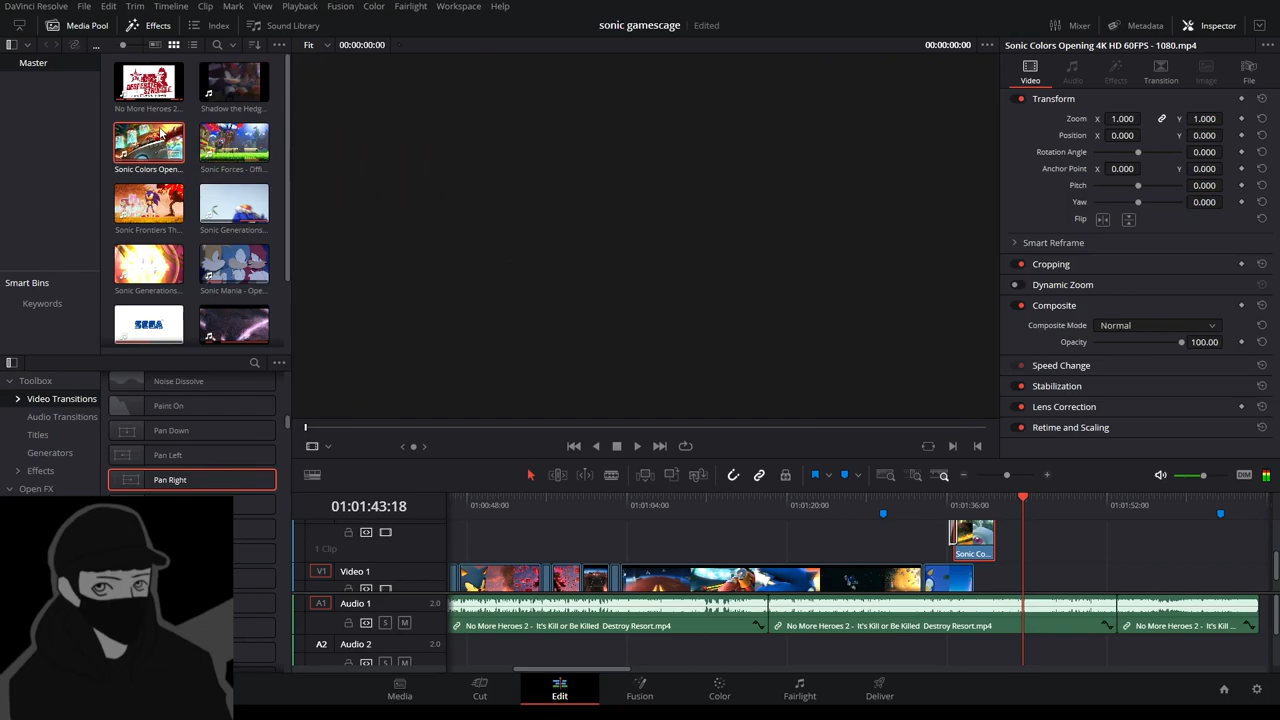 DaVinci Resolve File Edit Trim Timeline Clip Mark View Playback Fusion Color Fairlight Workspace Help
Media Pool Effects Index Sound Library sonic gamescage Edited Mixer Metadata Inspector
... Fit 00:00:00:00 00:00:00:00 Sonic Colors Opening 4K HD 60FPS - 1080.mp4
Master
Video Audio Effects Transition Image File
No More Heroes 2... Shadow the Hedg...
Sonic Colors Open... Sonic Forces - Offi...
Sonic Frontiers Th... Sonic Generations...
Sonic Generations... Sonic Mania - Ope...
SEGA
Smart Bins
Keywords
Transform
Zoom X 1.000 Y 1.000
Position X 0.000 Y 0.000
Rotation Angle 0.000
Anchor Point X 0.000 Y 0.000
Pitch 0.000
Yaw 0.000
Flip
Smart Reframe
Cropping
Dynamic Zoom
Composite
Composite Mode Normal
Opacity 100.00
Speed Change
Stabilization
Lens Correction
Retime and Scaling
Toolbox
Video Transitions
Audio Transitions
Titles
Generators
Effects
Open FX
Noise Dissolve
Paint On
Pan Down
Pan Left
Pan Right
DIM
01:01:43:18 01:00:48:00 01:01:04:00 01:01:20:00 01:01:36:00 01:01:52:00
1 Clip
Sonic Co...
V1 Video 1
A1 Audio 1 2.0
S M
No More Heroes 2 - It's Kill or Be Killed Destroy Resort.mp4 No More Heroes 2 - It's Kill or Be Killed Destroy Resort.mp4 No More Heroes 2 - It's Kill ...
A2 Audio 2 2.0
S M
Media Cut Edit Fusion Color Fairlight Deliver